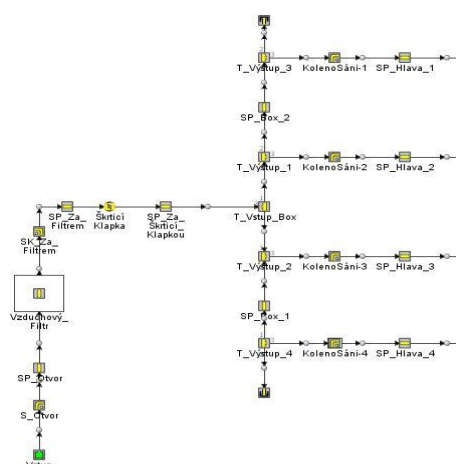 T_Výstup_3
KolenoSání-1
SP_Hlava_1
SP_Box_2
T_Výstup_1
KolenoSání-2
SP_Hlava_2
SP_Za_
Filtrem
Škrticí
Klapka
SP_Za_
Škrticí_
Klapkou
T_Vstup_Box
SK_Za_
Filtrem
T_Výstup_2
KolenoSání-3
SP_Hlava_3
Vzduchový_
Filtr
SP_Box_1
T_Výstup_4
KolenoSání-4
SP_Hlava_4
SP_Otvor
S_Otvor